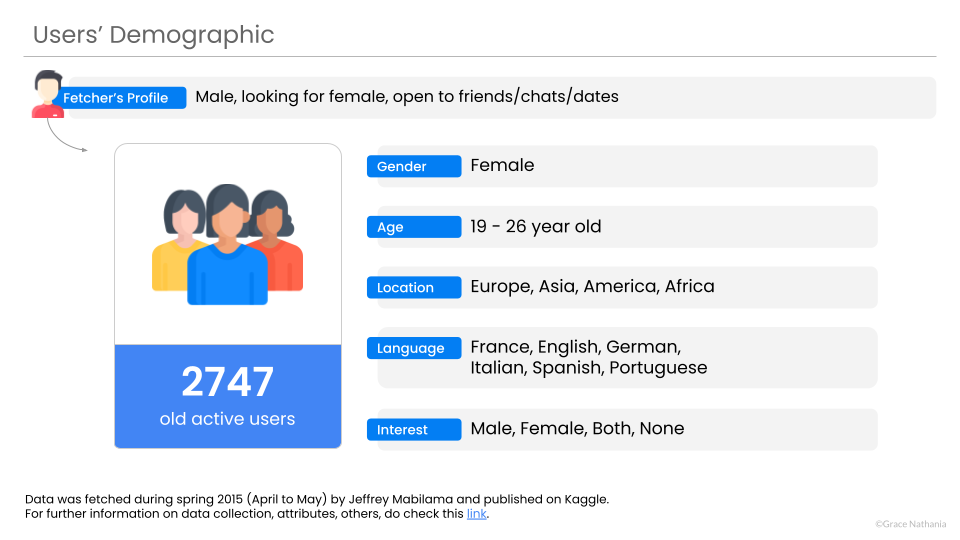 Users’ Demographic
Fetcher’s Profile
Male, looking for female, open to friends/chats/dates
Gender
Female
Age
19 - 26 year old
Location
Europe, Asia, America, Africa
Language
France, English, German,
Italian, Spanish, Portuguese
Interest
Male, Female, Both, None
2747
old active users
Data was fetched during spring 2015 (April to May) by Jeffrey Mabilama and published on Kaggle.
For further information on data collection, attributes, others, do check this link.
©Grace Nathania